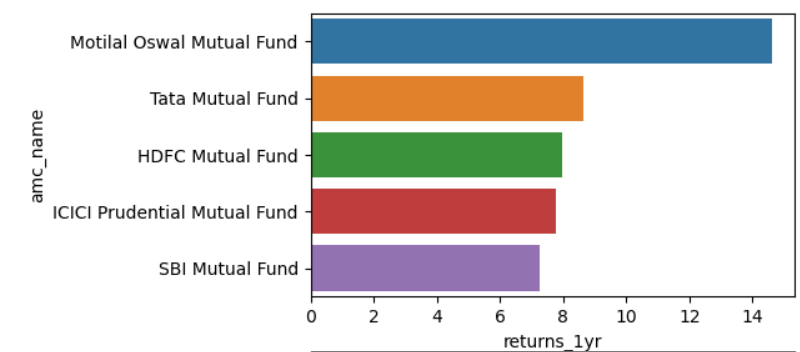 Motilal Oswal Mutual Fund
Tata Mutual Fund
HDFC Mutual Fund
ICICI Prudential Mutual Fund
SBI Mutual Fund
amc_name
0 2 4 6 8 10 12 14
returns_1yr